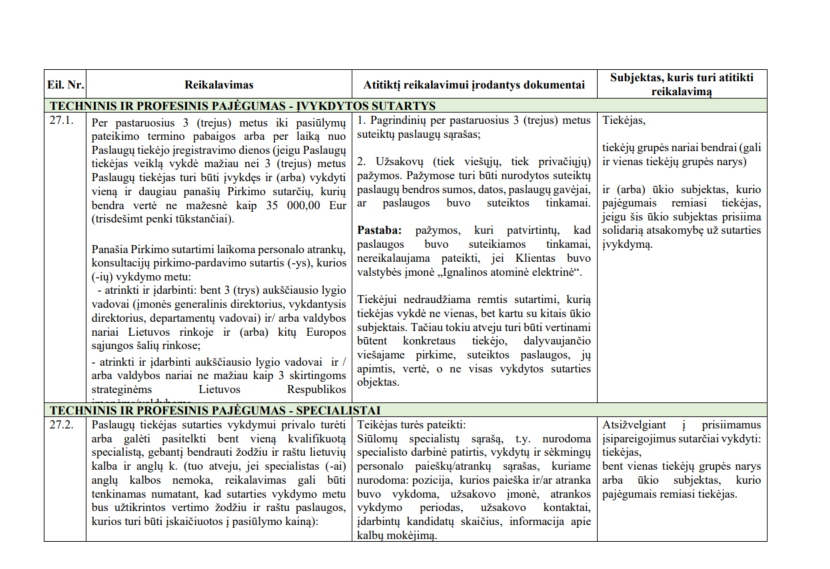 Eil. Nr.
Reikalavimas
Atitiktį reikalavimui įrodantys dokumentai
Subjektas, kuris turi atitikti
reikalavimą
TECHNINIS IR PROFESINIS PAJĖGUMAS - ĮVYKDYTOS SUTARTYS
27.1.
Per pastaruosius 3 (trejus) metus iki pasiūlymų
pateikimo termino pabaigos arba per laiką nuo
Paslaugų tiekėjo įregistravimo dienos (jeigu Paslaugų
tiekėjas veiklą vykdė mažiau nei 3 (trejus) metus
Paslaugų tiekėjas turi būti įvykdęs ir (arba) vykdyti
vieną ir daugiau panašių Pirkimo sutarčių, kurių
bendra vertė ne mažesnė kaip 35 000,00 Eur
(trisdešimt penki tūkstančiai).
Panašia Pirkimo sutartimi laikoma personalo atrankų,
konsultacijų pirkimo-pardavimo sutartis (-ys), kurios
(-ių) vykdymo metu:
- atrinkti ir įdarbinti: bent 3 (trys) aukščiausio lygio
vadovai (įmonės generalinis direktorius, vykdantysis
direktorius, departamentų vadovai) ir/ arba valdybos
nariai Lietuvos rinkoje ir (arba) kitų Europos
sąjungos šalių rinkose;
- atrinkti ir įdarbinti aukščiausio lygio vadovai ir /
arba valdybos nariai ne mažiau kaip 3 skirtingoms
strateginėms Lietuvos Respublikos
1. Pagrindinių per pastaruosius 3 (trejus) metus
suteiktų paslaugų sąrašas;
2. Užsakovų (tiek viešųjų, tiek privačiųjų)
pažymos. Pažymose turi būti nurodytos suteiktų
paslaugų bendros sumos, datos, paslaugų gavėjai,
ar paslaugos buvo suteiktos tinkamai.
Pastaba: pažymos, kuri patvirtintų, kad
paslaugos buvo suteikiamos tinkamai,
nereikalaujama pateikti, jei Klientas buvo
valstybės įmonė „Ignalinos atominė elektrinė“.
Tiekėjui nedraudžiama remtis sutartimi, kurią
tiekėjas vykdė ne vienas, bet kartu su kitais ūkio
subjektais. Tačiau tokiu atveju turi būti vertinami
būtent konkretaus tiekėjo, dalyvaujančio
viešajame pirkime, suteiktos paslaugos, jų
apimtis, vertė, o ne visas vykdytos sutarties
objektas.
Tiekėjas,
tiekėjų grupės nariai bendrai (gali
ir vienas tiekėjų grupės narys)
ir (arba) ūkio subjektas, kurio
pajėgumais remiasi tiekėjas,
jeigu šis ūkio subjektas prisiima
solidarią atsakomybę už sutarties
įvykdymą.
TECHNINIS IR PROFESINIS PAJĖGUMAS - SPECIALISTAI
27.2.
Paslaugų tiekėjas sutarties vykdymui privalo turėti
arba galėti pasitelkti bent vieną kvalifikuotą
specialistą, gebantį bendrauti žodžiu ir raštu lietuvių
kalba ir anglų k. (tuo atveju, jei specialistas (-ai)
anglų kalbos nemoka, reikalavimas gali būti
tenkinamas numatant, kad sutarties vykdymo metu
bus užtikrintos vertimo žodžiu ir raštu paslaugos,
kurios turi būti įskaičiuotos į pasiūlymo kainą):
Teikėjas turės pateikti:
Siūlomų specialistų sąrašą, t.y. nurodoma
specialisto darbinė patirtis, vykdytų ir sėkmingų
personalo paieškų/atrankų sąrašas, kuriame
nurodoma: pozicija, kurios paieška ir/ar atranka
buvo vykdoma, užsakovo įmonė, atrankos
vykdymo periodas, užsakovo kontaktai,
įdarbintų kandidatų skaičius, informacija apie
kalbų mokėjimą.
Atsižvelgiant į prisiimamus
įsipareigojimus sutarčiai vykdyti:
tiekėjas,
bent vienas tiekėjų grupės narys
arba ūkio subjektas, kurio
pajėgumais remiasi tiekėjas.